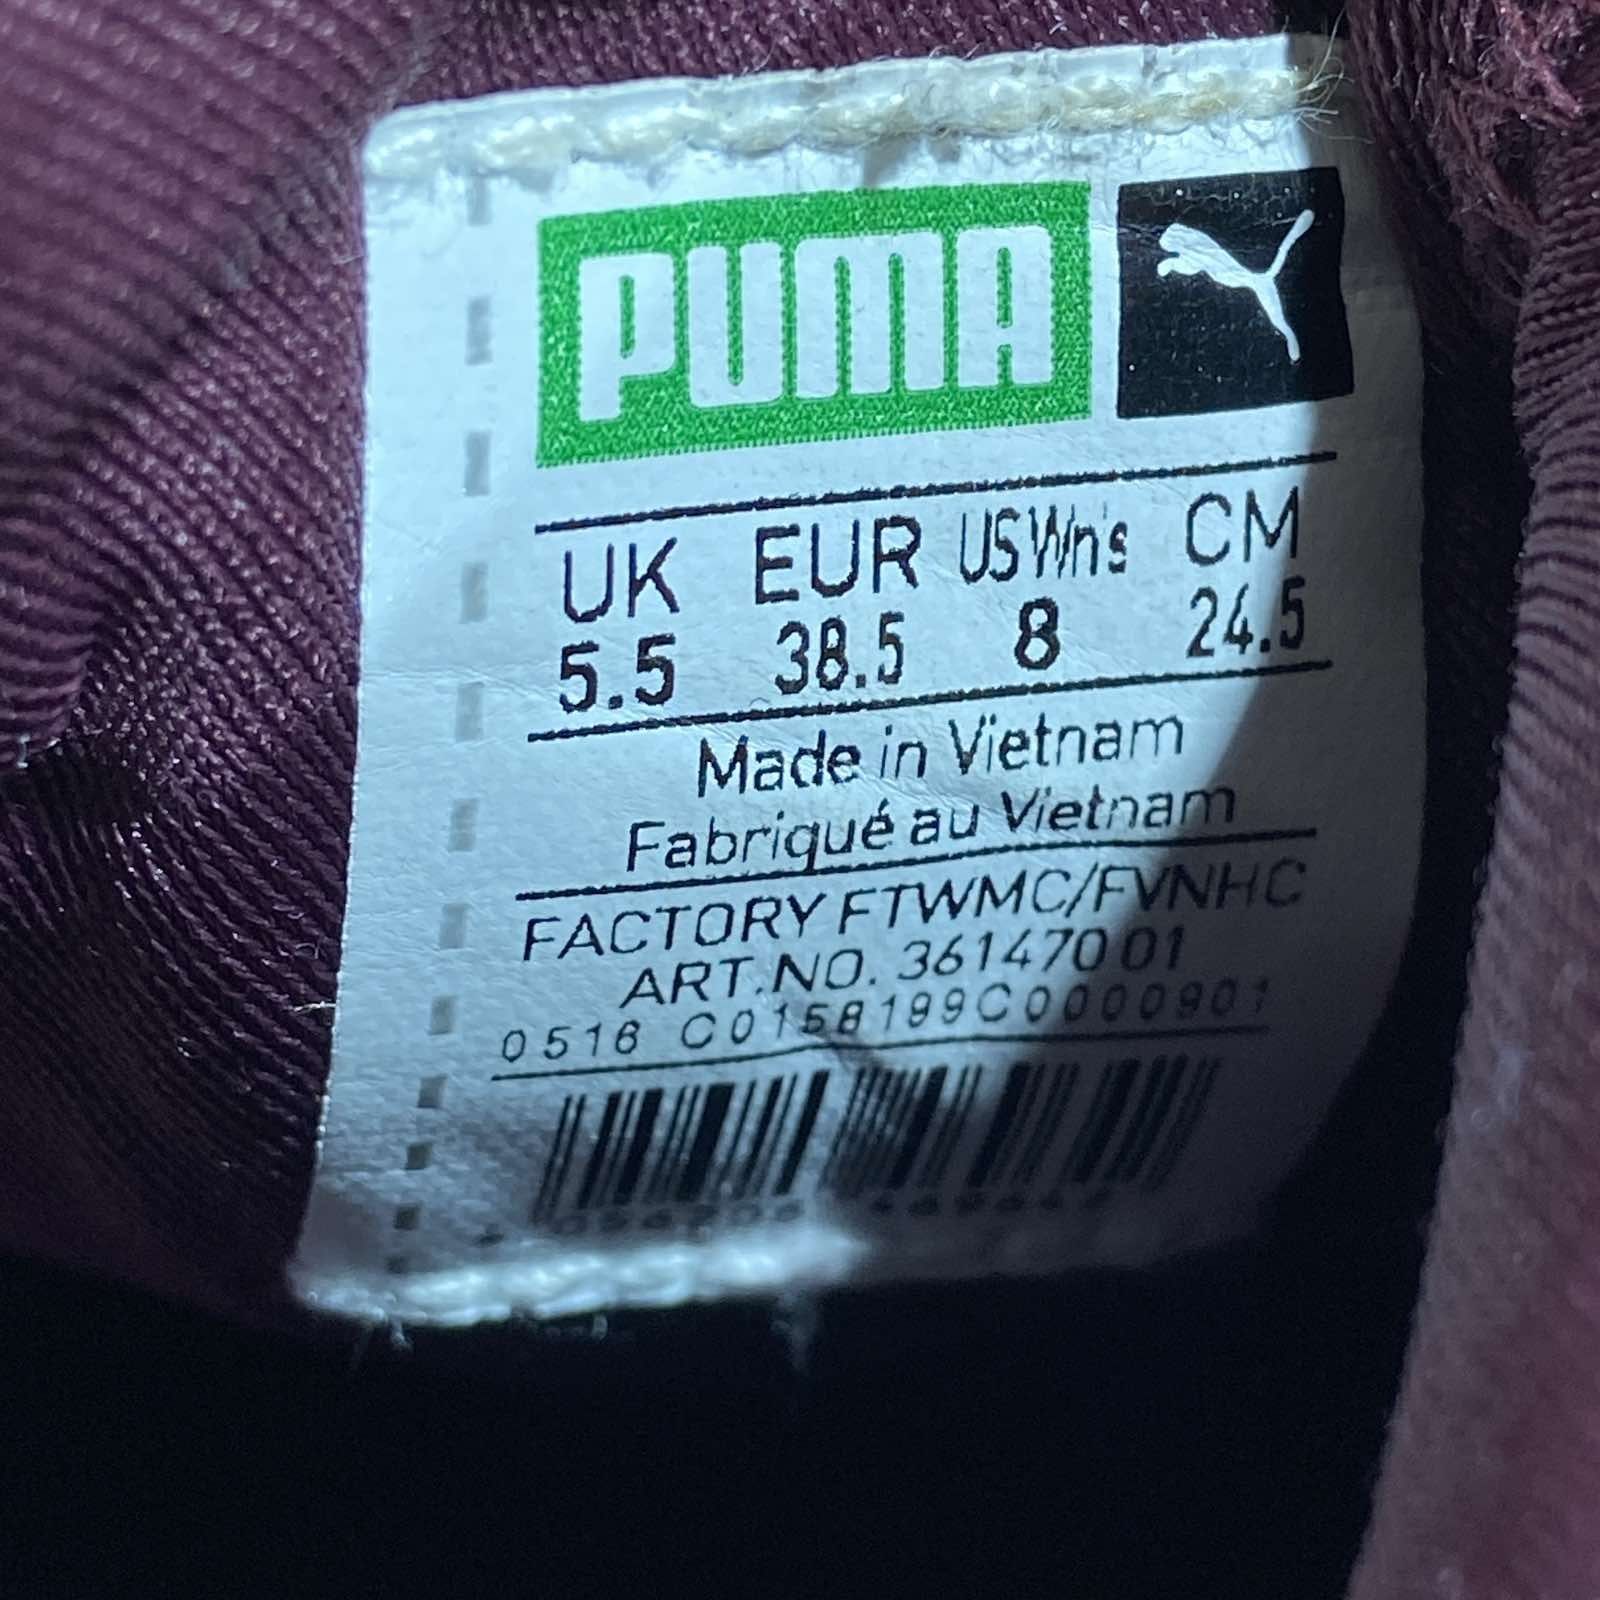 PUMA
UK EUR US Wn's CM
5.5 38.5 8 24.5
Made in Vietnam
Fabriqué au Vietnam
FACTORY FTWMC/FVNHC
ART.NO. 361470 01
0516 C0158199C0000901